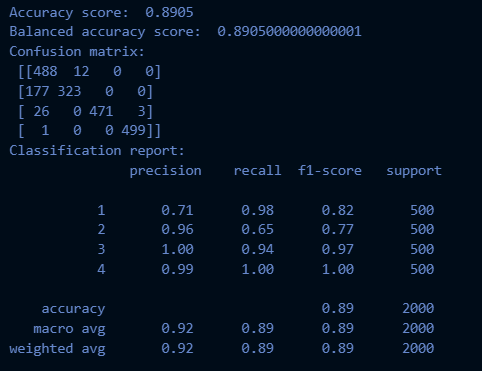 Accuracy score:  0.8905
Balanced accuracy score:  0.8905000000000001
Confusion matrix:
 [[488  12   0   0]
 [177 323   0   0]
 [ 26   0 471   3]
 [  1   0   0 499]]
Classification report:
              precision    recall  f1-score   support

           1       0.71      0.98      0.82       500
           2       0.96      0.65      0.77       500
           3       1.00      0.94      0.97       500
           4       0.99      1.00      1.00       500

    accuracy                           0.89      2000
   macro avg       0.92      0.89      0.89      2000
weighted avg       0.92      0.89      0.89      2000